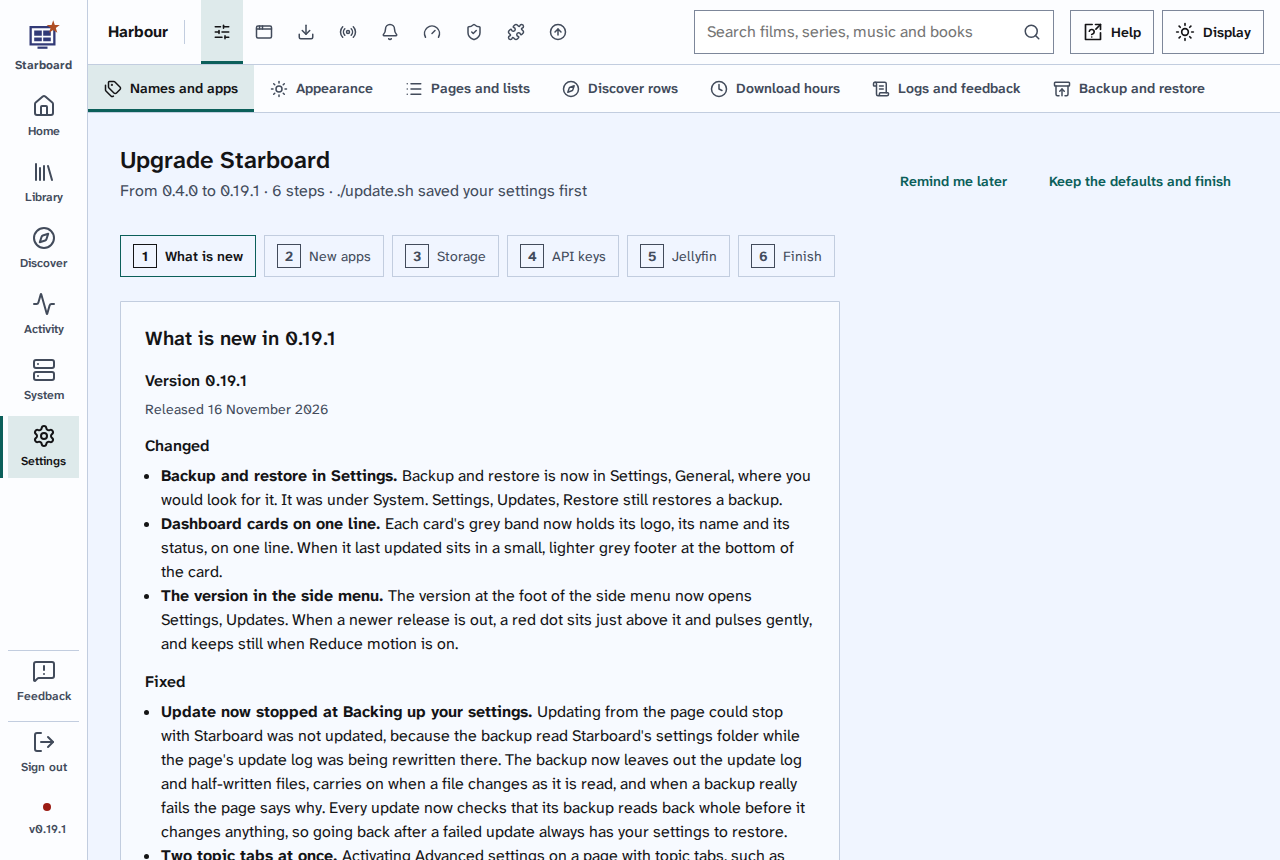 Starboard
Home
Library
Discover
Activity
System
Settings
Feedback
Sign out
v0.19.1
Harbour
Search films, series, music and books
Help
Display
Names and apps
Appearance
Pages and lists
Discover rows
Download hours
Logs and feedback
Backup and restore
Upgrade Starboard
From 0.4.0 to 0.19.1 · 6 steps · ./update.sh saved your settings first
Remind me later
Keep the defaults and finish
1 What is new
2 New apps
3 Storage
4 API keys
5 Jellyfin
6 Finish
What is new in 0.19.1
Version 0.19.1
Released 16 November 2026
Changed
• Backup and restore in Settings. Backup and restore is now in Settings, General, where you
would look for it. It was under System. Settings, Updates, Restore still restores a backup.
• Dashboard cards on one line. Each card's grey band now holds its logo, its name and its
status, on one line. When it last updated sits in a small, lighter grey footer at the bottom of
the card.
• The version in the side menu. The version at the foot of the side menu now opens
Settings, Updates. When a newer release is out, a red dot sits just above it and pulses gently,
and keeps still when Reduce motion is on.
Fixed
• Update now stopped at Backing up your settings. Updating from the page could stop
with Starboard was not updated, because the backup read Starboard's settings folder while
the page's update log was being rewritten there. The backup now leaves out the update log
and half-written files, carries on when a file changes as it is read, and when a backup really
fails the page says why. Every update now checks that its backup reads back whole before it
changes anything, so going back after a failed update always has your settings to restore.
• Two topic tabs at once. Activating Advanced settings on a page with topic tabs, such as